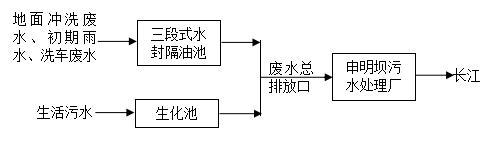 地面冲洗废
水、初期雨
水、洗车废水
三段式水
封隔油池
废水总
排放口
申明坝污
水处理厂
长江
生活污水
生化池